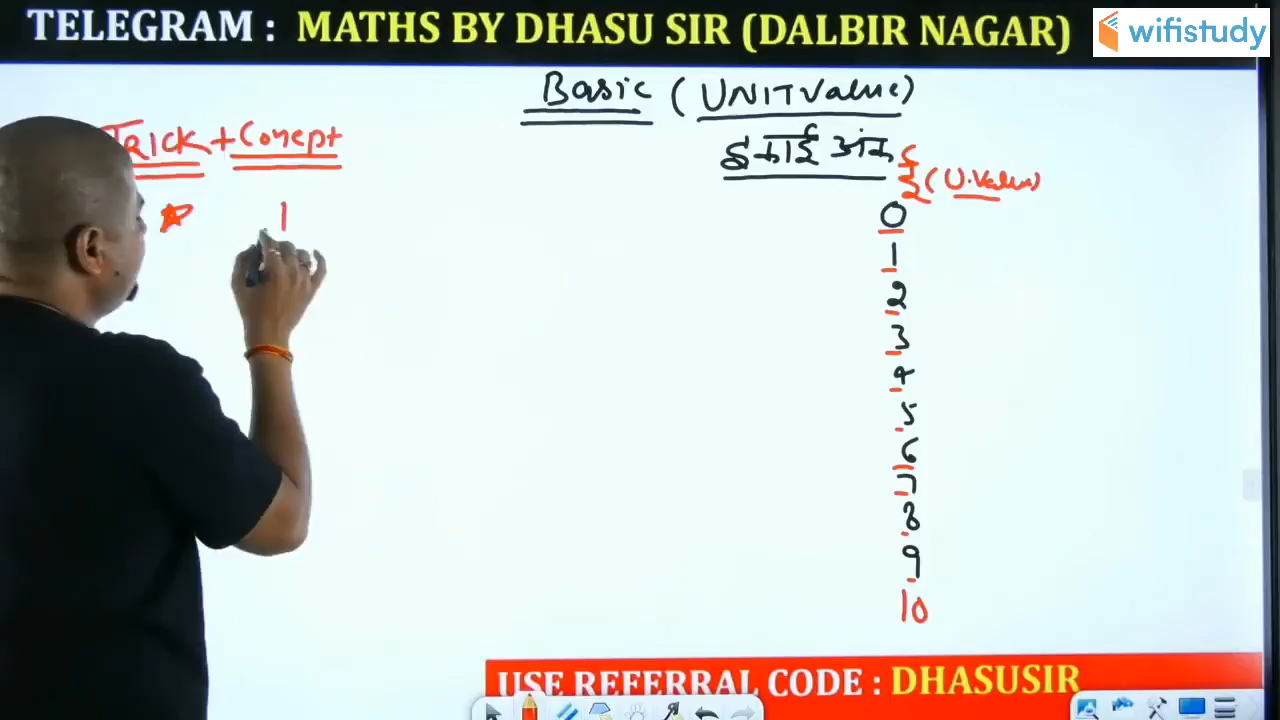 TELEGRAM : MATHS BY DHASU SIR (DALBIR NAGAR)
wifistudy
Basic (UNIT Value)
TRICK + Concept
इकाई अंक
ई (U.Value)
1
0
1
2
3
4
5
6
7
8
9
10
USE REFERRAL CODE : DHASUSIR